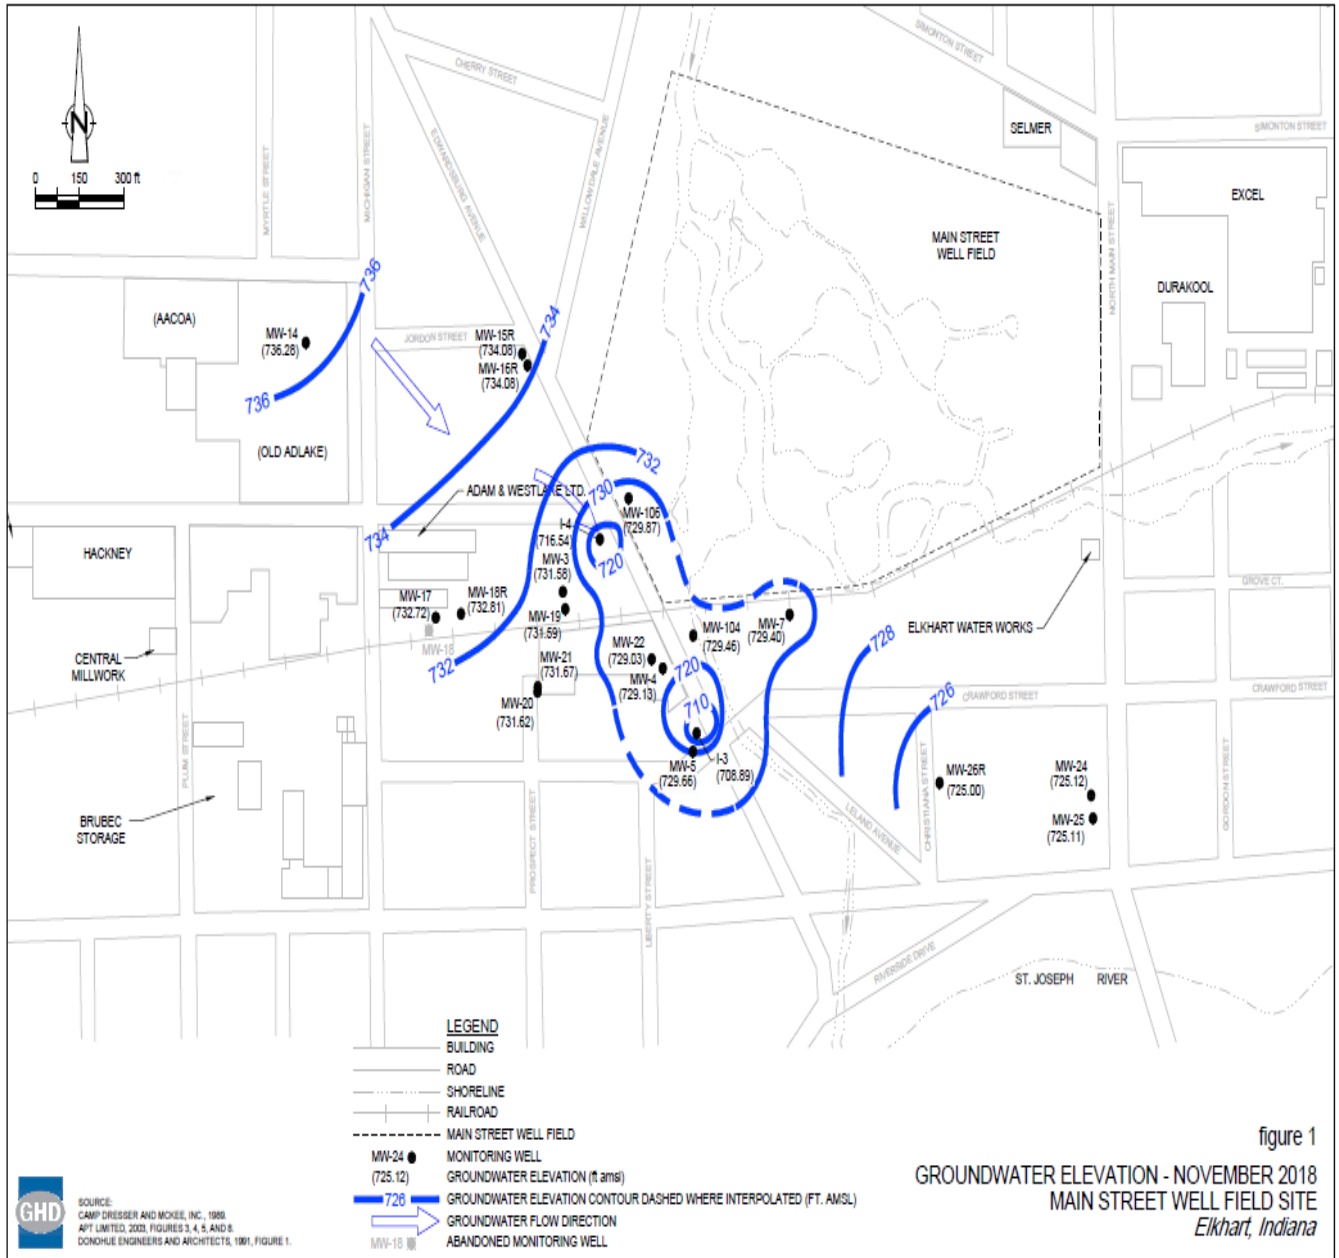 SIMONTON STREET
CHERRY STREET
N
SELMER
SIMONTON STREET
0 150 300 ft
MYRTLE STREET
MICHIGAN STREET
EDWARDSBURG AVENUE
WILLOWDALE AVENUE
EXCEL
NORTH MAIN STREET
MAIN STREET
WELL FIELD
736
DURAKOOL
(AACOA)
MW-14
(736.28)
JORDON STREET
734
MW-15R
(734.08)
MW-16R
(734.08)
736
(OLD ADLAKE)
732
ADAM & WESTLAKE LTD.
730
MW-106
(729.87)
I-4
(716.54)
734
HACKNEY
MW-3
(731.58)
720
GROVE CT.
MW-17
(732.72)
MW-18R
(732.81)
MW-19
(731.59)
MW-104
(729.46)
MW-7
(729.40)
ELKHART WATER WORKS
MW-18
MW-22
(729.03)
728
CENTRAL
MILLWORK
732
MW-21
(731.67)
720
MW-4
(729.13)
726
CRAWFORD STREET
CRAWFORD STREET
MW-20
(731.62)
710
PLUM STREET
MW-5
(729.66)
I-3
(708.89)
MW-26R
(725.00)
MW-24
(725.12)
MW-25
(725.11)
BRUBEC
STORAGE
PROSPECT STREET
LELAND AVENUE
CHRISTIANA STREET
GORDON STREET
LIBERTY STREET
RIVERSIDE DRIVE
ST. JOSEPH RIVER
LEGEND
BUILDING
ROAD
SHORELINE
RAILROAD
MAIN STREET WELL FIELD
MW-24 MONITORING WELL
(725.12) GROUNDWATER ELEVATION (ft amsl)
726 GROUNDWATER ELEVATION CONTOUR DASHED WHERE INTERPOLATED (FT. AMSL)
GROUNDWATER FLOW DIRECTION
MW-18 ABANDONED MONITORING WELL
figure 1
GROUNDWATER ELEVATION - NOVEMBER 2018
MAIN STREET WELL FIELD SITE
Elkhart, Indiana
GHD
SOURCE:
CAMP DRESSER AND MCKEE, INC., 1989.
APT LIMITED, 2003, FIGURES 3, 4, 5, AND 8.
DONOHUE ENGINEERS AND ARCHITECTS, 1991, FIGURE 1.